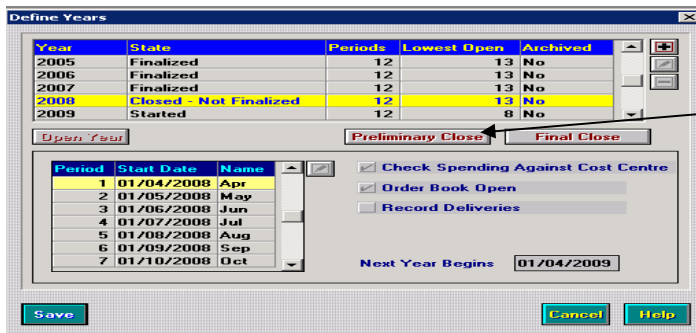 Define Years
Year State Periods Lowest Open Archived
2005 Finalized 12 13 No
2006 Finalized 12 13 No
2007 Finalized 12 13 No
2008 Closed - Not Finalized 12 13 No
2009 Started 12 8 No
Open Year Preliminary Close Final Close
Period Start Date Name
1 01/04/2008 Apr
2 01/05/2008 May
3 01/06/2008 Jun
4 01/07/2008 Jul
5 01/08/2008 Aug
6 01/09/2008 Sep
7 01/10/2008 Oct
Check Spending Against Cost Centre
Order Book Open
Record Deliveries
Next Year Begins 01/04/2009
Save Cancel Help